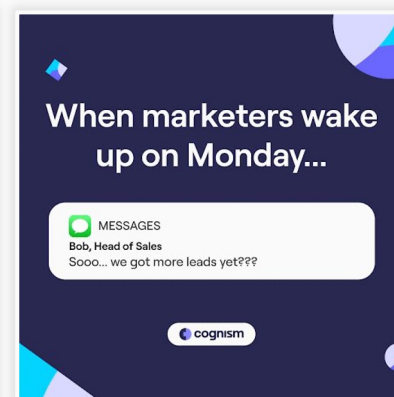 When marketers wake
up on Monday...
MESSAGES
Bob, Head of Sales
Sooo... we got more leads yet???
cognism